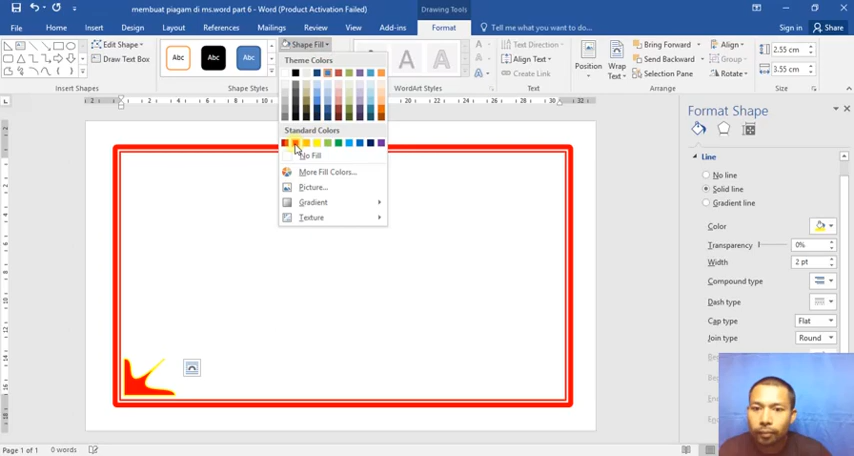 membuat piagam di ms.word part 6 - Word (Product Activation Failed)
Drawing Tools
File Home Insert Design Layout References Mailings Review View Add-ins Format Tell me what you want to do... Sign in Share
Edit Shape
Draw Text Box
Insert Shapes
Abc Abc Abc
Shape Styles
Shape Fill
A A
WordArt Styles
Text Direction
Align Text
Create Link
Text
Position
Wrap Text
Bring Forward
Send Backward
Selection Pane
Align
Group
Rotate
Arrange
2.55 cm
3.55 cm
Size
Theme Colors
Standard Colors
No Fill
More Fill Colors...
Picture...
Gradient
Texture
Format Shape
Line
No line
Solid line
Gradient line
Color
Transparency 0%
Width 2 pt
Compound type
Dash type
Cap type Flat
Join type Round
Page 1 of 1 0 words